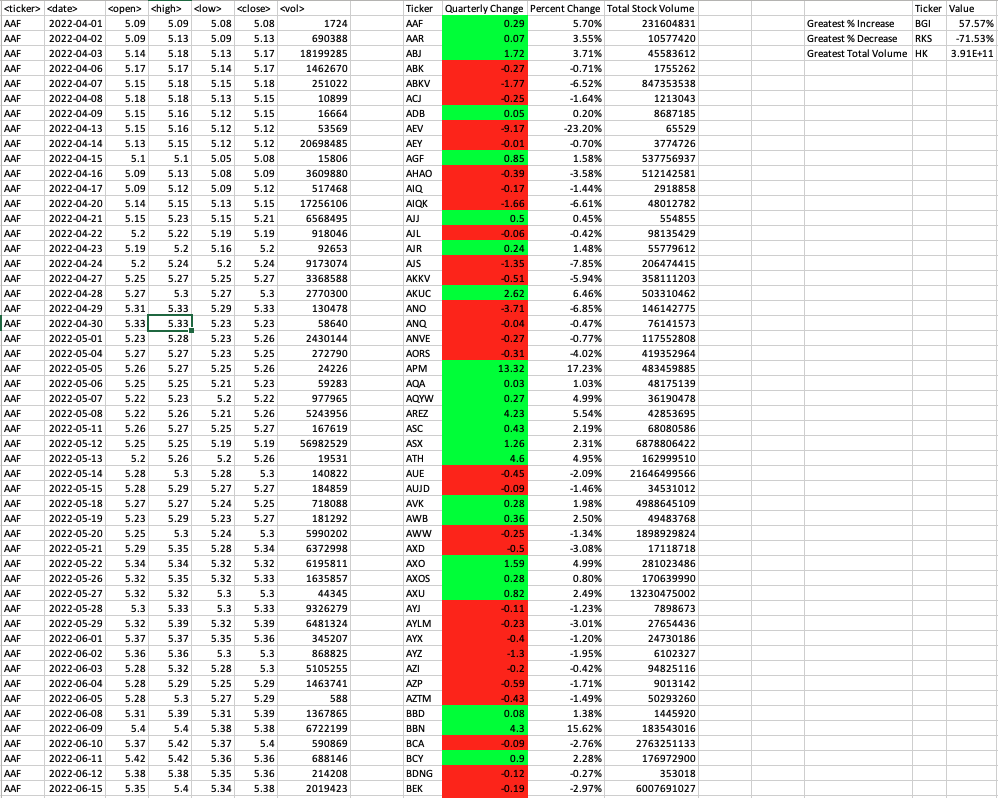 <ticker> <date> <open> <high> <low> <close> <vol> Ticker Quarterly Change Percent Change Total Stock Volume Ticker Value
AAF 2022-04-01 5.09 5.09 5.08 5.08 1724 AAF 0.29 5.70% 231604831 Greatest % Increase BGI 57.57%
AAF 2022-04-02 5.09 5.13 5.09 5.13 690388 AAR 0.07 3.55% 10577420 Greatest % Decrease RKS -71.53%
AAF 2022-04-03 5.14 5.18 5.13 5.17 18199285 ABJ 1.72 3.71% 45583612 Greatest Total Volume HK 3.91E+11
AAF 2022-04-06 5.17 5.17 5.14 5.17 1462670 ABK -0.27 -0.71% 1755262
AAF 2022-04-07 5.15 5.18 5.15 5.18 251022 ABKV -1.77 -6.52% 847353538
AAF 2022-04-08 5.18 5.18 5.13 5.15 10899 ACJ -0.25 -1.64% 1213043
AAF 2022-04-09 5.15 5.16 5.12 5.15 16664 ADB 0.05 0.20% 8687185
AAF 2022-04-13 5.15 5.16 5.12 5.12 53569 AEV -9.17 -23.20% 65529
AAF 2022-04-14 5.13 5.15 5.12 5.12 20698485 AEY -0.01 -0.70% 3774726
AAF 2022-04-15 5.1 5.1 5.05 5.08 15806 AGF 0.85 1.58% 537756937
AAF 2022-04-16 5.09 5.13 5.08 5.09 3609880 AHAO -0.39 -3.58% 512142581
AAF 2022-04-17 5.09 5.12 5.09 5.12 517468 AIQ -0.17 -1.44% 2918858
AAF 2022-04-20 5.14 5.15 5.13 5.15 17256106 AIQK -1.66 -6.61% 48012782
AAF 2022-04-21 5.15 5.23 5.15 5.21 6568495 AJJ 0.5 0.45% 554855
AAF 2022-04-22 5.2 5.22 5.19 5.19 918046 AJL -0.06 -0.42% 98135429
AAF 2022-04-23 5.19 5.2 5.16 5.2 92653 AJR 0.24 1.48% 55779612
AAF 2022-04-24 5.2 5.24 5.2 5.24 9173074 AJS -1.35 -7.85% 206474415
AAF 2022-04-27 5.25 5.27 5.25 5.27 3368588 AKKV -0.51 -5.94% 358111203
AAF 2022-04-28 5.27 5.3 5.27 5.3 2770300 AKUC 2.62 6.46% 503310462
AAF 2022-04-29 5.31 5.33 5.29 5.33 130478 ANO -3.71 -6.85% 146142775
AAF 2022-04-30 5.33 5.33 5.23 5.23 58640 ANQ -0.04 -0.47% 76141573
AAF 2022-05-01 5.23 5.28 5.23 5.26 2430144 ANVE -0.27 -0.77% 117552808
AAF 2022-05-04 5.27 5.27 5.23 5.25 272790 AORS -0.31 -4.02% 419352964
AAF 2022-05-05 5.26 5.27 5.25 5.26 24226 APM 13.32 17.23% 483459885
AAF 2022-05-06 5.25 5.25 5.21 5.23 59283 AQA 0.03 1.03% 48175139
AAF 2022-05-07 5.22 5.23 5.2 5.22 977965 AQYW 0.27 4.99% 36190478
AAF 2022-05-08 5.22 5.26 5.21 5.26 5243956 AREZ 4.23 5.54% 42853695
AAF 2022-05-11 5.26 5.27 5.25 5.27 167619 ASC 0.43 2.19% 68080586
AAF 2022-05-12 5.25 5.25 5.19 5.19 56982529 ASX 1.26 2.31% 6878806422
AAF 2022-05-13 5.2 5.26 5.2 5.26 19531 ATH 4.6 4.95% 162999510
AAF 2022-05-14 5.28 5.3 5.28 5.3 140822 AUE -0.45 -2.09% 21646499566
AAF 2022-05-15 5.28 5.29 5.27 5.27 184859 AUJD -0.09 -1.46% 34531012
AAF 2022-05-18 5.27 5.27 5.24 5.25 718088 AVK 0.28 1.98% 4988645109
AAF 2022-05-19 5.23 5.29 5.23 5.27 181292 AWB 0.36 2.50% 49483768
AAF 2022-05-20 5.25 5.3 5.24 5.3 5990202 AWW -0.25 -1.34% 1898929824
AAF 2022-05-21 5.29 5.35 5.28 5.34 6372998 AXD -0.5 -3.08% 17118718
AAF 2022-05-22 5.34 5.34 5.32 5.32 6195811 AXO 1.59 4.99% 281023486
AAF 2022-05-26 5.32 5.35 5.32 5.33 1635857 AXOS 0.28 0.80% 170639990
AAF 2022-05-27 5.32 5.32 5.3 5.3 44345 AXU 0.82 2.49% 13230475002
AAF 2022-05-28 5.3 5.33 5.3 5.33 9326279 AYJ -0.11 -1.23% 7898673
AAF 2022-05-29 5.32 5.39 5.32 5.39 6481324 AYLM -0.23 -3.01% 27654436
AAF 2022-06-01 5.37 5.37 5.35 5.36 345207 AYX -0.4 -1.20% 24730186
AAF 2022-06-02 5.36 5.36 5.3 5.3 868825 AYZ -1.3 -1.95% 6102327
AAF 2022-06-03 5.28 5.32 5.28 5.3 5105255 AZI -0.2 -0.42% 94825116
AAF 2022-06-04 5.28 5.29 5.25 5.29 1463741 AZP -0.59 -1.71% 9013142
AAF 2022-06-05 5.28 5.3 5.27 5.29 588 AZTM -0.43 -1.49% 50293260
AAF 2022-06-08 5.31 5.39 5.31 5.39 1367865 BBD 0.08 1.38% 1445920
AAF 2022-06-09 5.4 5.4 5.38 5.38 6722199 BBN 4.3 15.62% 183543016
AAF 2022-06-10 5.37 5.42 5.37 5.4 590869 BCA -0.09 -2.76% 2763251133
AAF 2022-06-11 5.42 5.42 5.36 5.36 688146 BCY 0.9 2.28% 176972900
AAF 2022-06-12 5.38 5.38 5.35 5.36 214208 BDNG -0.12 -0.27% 353018
AAF 2022-06-15 5.35 5.4 5.34 5.38 2019423 BEK -0.19 -2.97% 6007691027